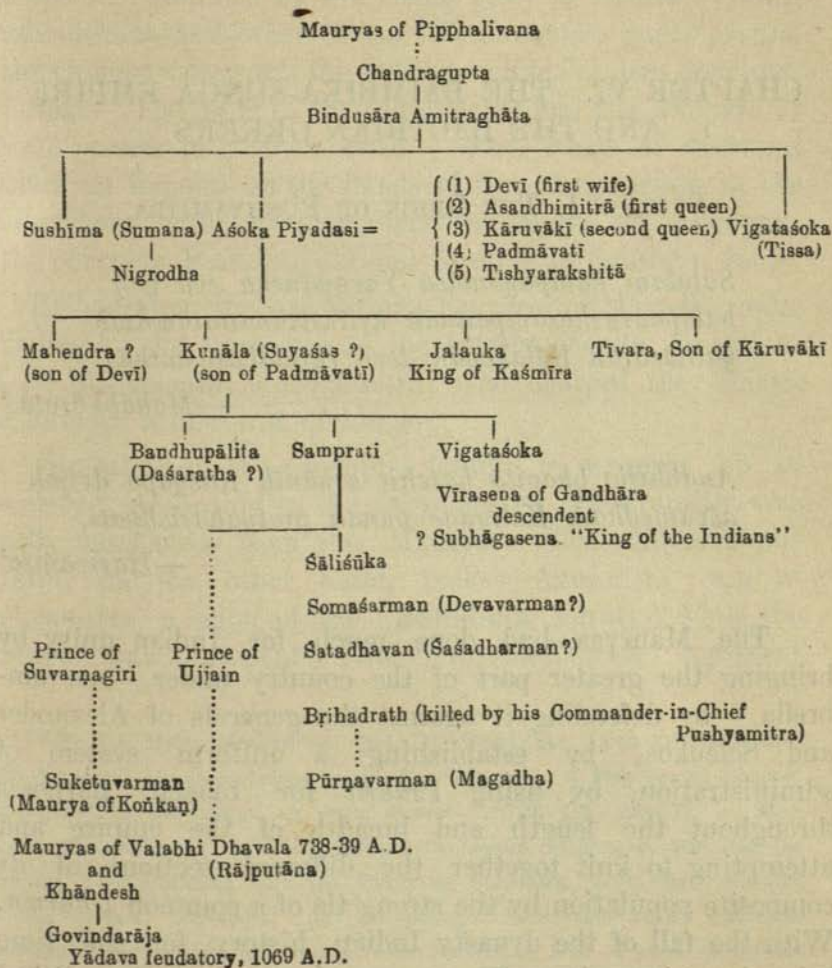 Mauryas of Pipphalivana
Chandragupta
Bindusāra Amitraghāta
(1) Devī (first wife)
(2) Asandhimitrā (first queen)
Sushīma (Sumana) Aśoka Piyadasi = (3) Kāruvākī (second queen) Vigataśoka
(4) Padmāvatī (Tissa)
Nigrodha (5) Tishyarakshitā
Mahendra ? Kunāla (Suyaśas ?) Jalauka Tīvara, Son of Kāruvākī
(son of Devī) (son of Padmāvatī) King of Kaśmīra
Bandhupālita Samprati Vigataśoka
(Daśaratha ?)
Vīrasena of Gandhāra
descendent
? Subhāgasena. "King of the Indians"
Śāliśūka
Somaśarman (Devavarman?)
Prince of Prince of Śatadhavan (Śaśadharman?)
Suvarṇagiri Ujjain
Bṛihadrath (killed by his Commander-in-Chief
Pushyamitra)
Suketuvarman Pūrṇavarman (Magadha)
(Maurya of Koṅkaṇ)
Mauryas of Valabhi Dhavala 738-39 A.D.
and (Rājputāna)
Khāndesh
Govindarāja
Yādava feudatory, 1069 A.D.